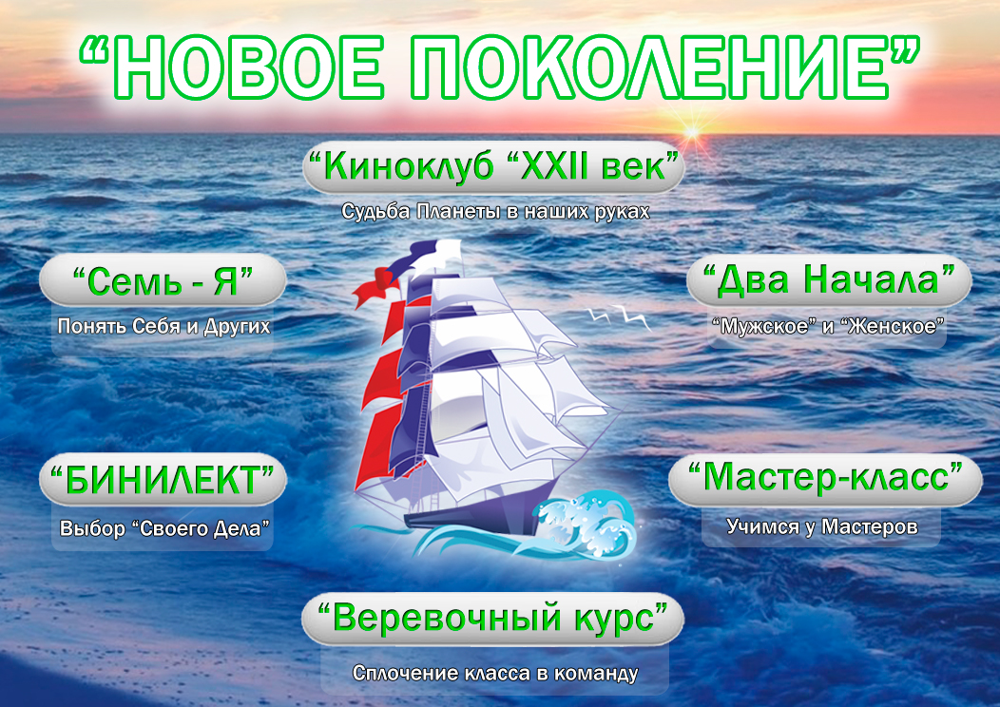 “НОВОЕ ПОКОЛЕНИЕ”
“Киноклуб “XXII век”
Судьба Планеты в наших руках
“Семь - Я”
Понять Себя и Других
“Два Начала”
“Мужское” и “Женское”
“БИНИЛЕКТ”
Выбор “Своего Дела”
“Мастер-класс”
Учимся у Мастеров
“Веревочный курс”
Сплочение класса в команду